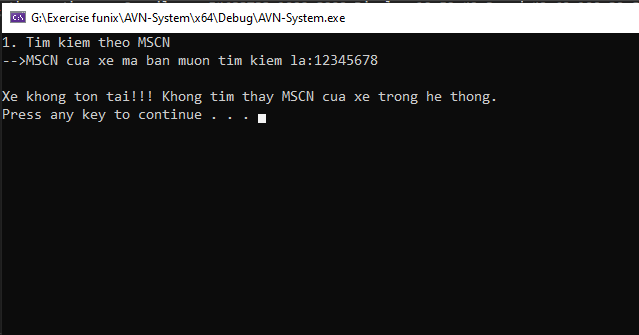 G:\Exercise funix\AVN-System\x64\Debug\AVN-System.exe
1. Tim kiem theo MSCN
-->MSCN cua xe ma ban muon tim kiem la:12345678
Xe khong ton tai!!! Khong tim thay MSCN cua xe trong he thong.
Press any key to continue . . .